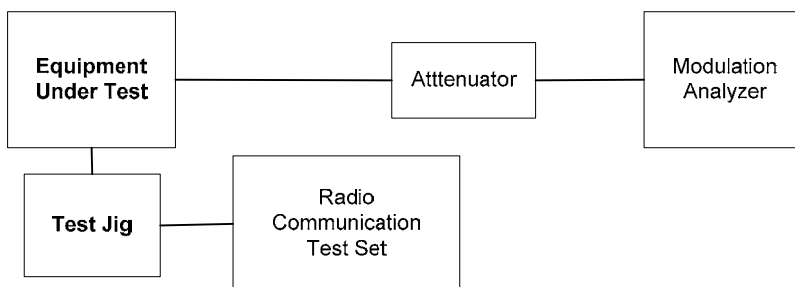 Equipment
Under Test
Atttenuator
Modulation
Analyzer
Test Jig
Radio
Communication
Test Set